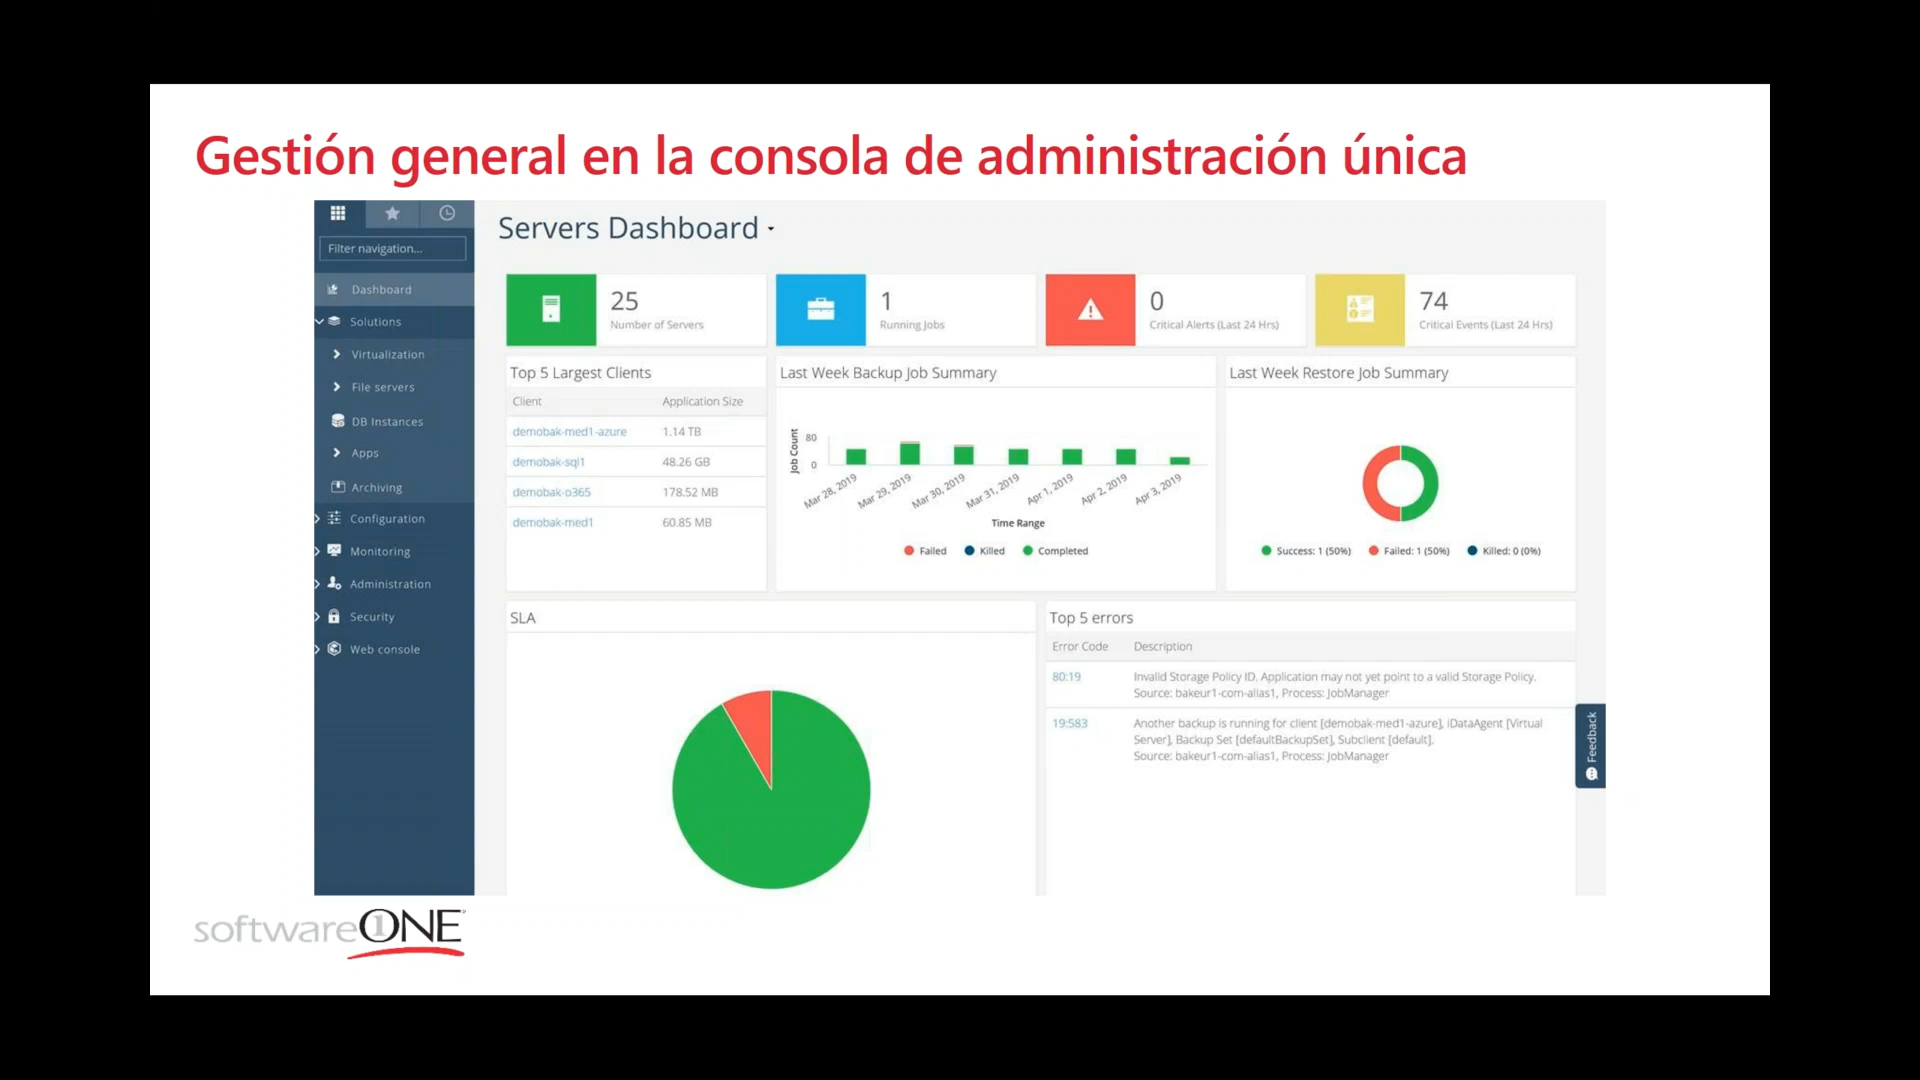 Gestión general en la consola de administración única
Filter navigation...
Dashboard
Solutions
Virtualization
File servers
DB Instances
Apps
Archiving
Configuration
Monitoring
Administration
Security
Web console
Servers Dashboard
25
Number of Servers
1
Running Jobs
0
Critical Alerts (Last 24 Hrs)
74
Critical Events (Last 24 Hrs)
Top 5 Largest Clients
Client Application Size
demobak-med1-azure 1.14 TB
demobak-sql1 48.26 GB
demobak-o365 178.52 MB
demobak-med1 60.85 MB
Last Week Backup Job Summary
Job Count
80
0
Mar 28, 2019 Mar 29, 2019 Mar 30, 2019 Mar 31, 2019 Apr 1, 2019 Apr 2, 2019 Apr 3, 2019
Time Range
Failed Killed Completed
Last Week Restore Job Summary
Success: 1 (50%) Failed: 1 (50%) Killed: 0 (0%)
SLA
Top 5 errors
Error Code Description
80:19 Invalid Storage Policy ID. Application may not yet point to a valid Storage Policy.
Source: bakeur1-com-alias1, Process: JobManager
19:583 Another backup is running for client [demobak-med1-azure], iDataAgent [Virtual
Server], Backup Set [defaultBackupSet], Subclient [default].
Source: bakeur1-com-alias1, Process: JobManager
Feedback
softwareONE